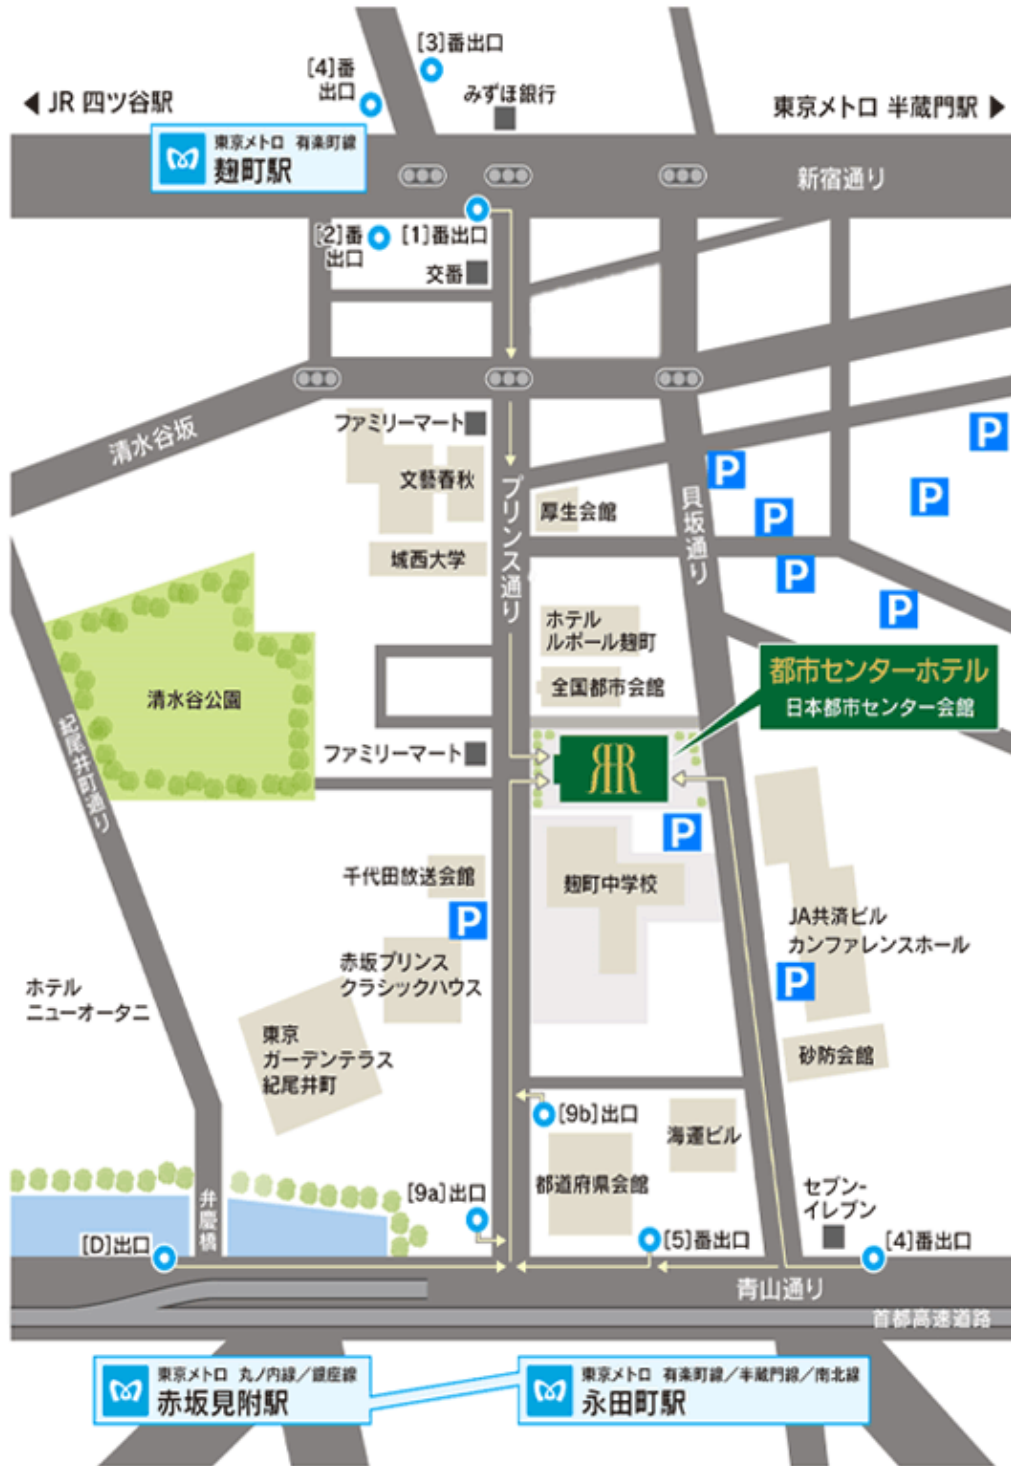 [3]番出口
[4]番
出口
みずほ銀行
JR 四ツ谷駅
東京メトロ 半蔵門駅
東京メトロ 有楽町線
麹町駅
新宿通り
[2]番
出口
[1]番出口
交番
清水谷坂
ファミリーマート
文藝春秋
プリンス通り
厚生会館
貝坂通り
城西大学
P
P
P
P
P
P
ホテル
ルポール麹町
全国都市会館
都市センターホテル
日本都市センター会館
清水谷公園
紀尾井町通り
ファミリーマート
P
千代田放送会館
P
麹町中学校
JA共済ビル
カンファレンスホール
P
赤坂プリンス
クラシックハウス
ホテル
ニューオータニ
東京
ガーデンテラス
紀尾井町
砂防会館
[9b]出口
海運ビル
都道府県会館
[9a]出口
弁慶橋
セブン-
イレブン
[D]出口
[5]番出口
[4]番出口
青山通り
首都高速道路
東京メトロ 丸ノ内線／銀座線
赤坂見附駅
東京メトロ 有楽町線／半蔵門線／南北線
永田町駅